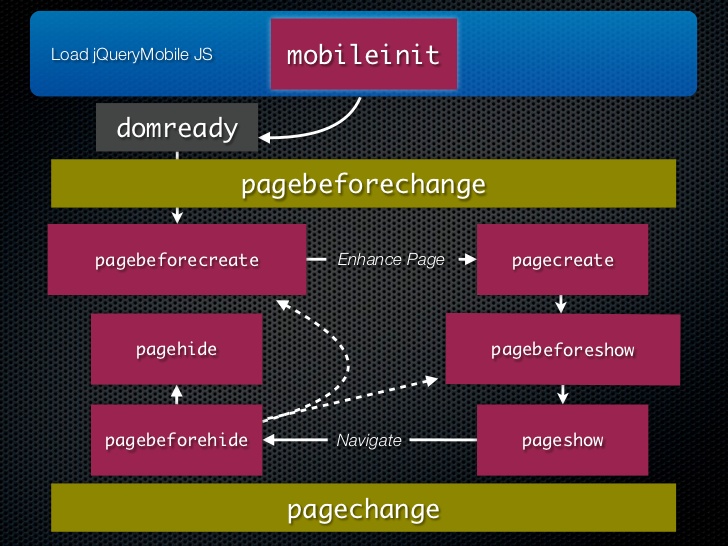 Load jQueryMobile JS
mobileinit
domready
pagebeforechange
pagebeforecreate
Enhance Page
pagecreate
pagehide
pagebeforeshow
pagebeforehide
Navigate
pageshow
pagechange